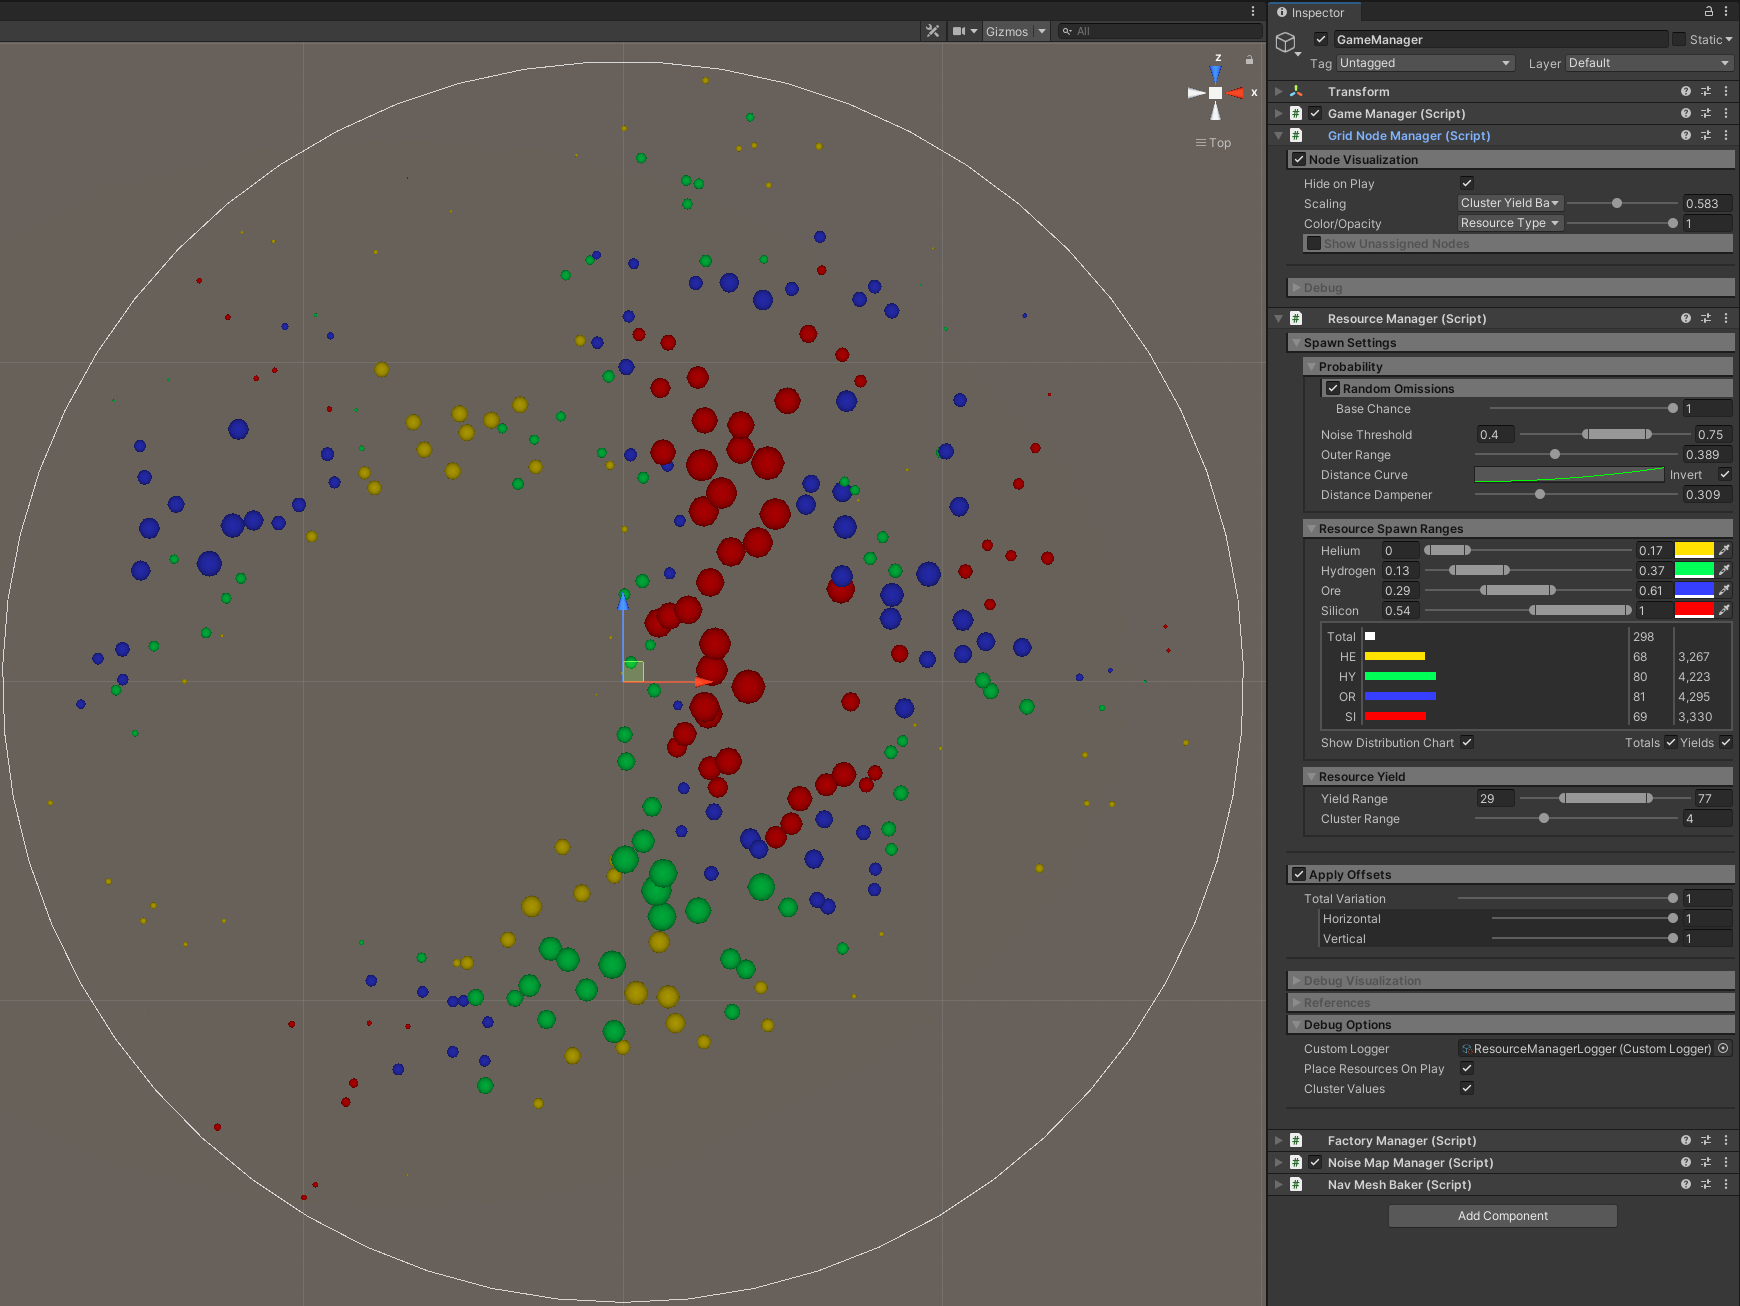 Gizmos
All
z
x
Top
Inspector
GameManager
Static
Tag Untagged Layer Default
Transform
Game Manager (Script)
Grid Node Manager (Script)
Node Visualization
Hide on Play
Scaling Cluster Yield Ba 0.583
Color/Opacity Resource Type 1
Show Unassigned Nodes
Debug
Resource Manager (Script)
Spawn Settings
Probability
Random Omissions
Base Chance 1
Noise Threshold 0.4 0.75
Outer Range 0.389
Distance Curve Invert
Distance Dampener 0.309
Resource Spawn Ranges
Helium 0 0.17
Hydrogen 0.13 0.37
Ore 0.29 0.61
Silicon 0.54 1
Total 298
HE 68 3,267
HY 80 4,223
OR 81 4,295
SI 69 3,330
Show Distribution Chart Totals Yields
Resource Yield
Yield Range 29 77
Cluster Range 4
Apply Offsets
Total Variation 1
Horizontal 1
Vertical 1
Debug Visualization
References
Debug Options
Custom Logger ResourceManagerLogger (Custom Logger)
Place Resources On Play
Cluster Values
Factory Manager (Script)
Noise Map Manager (Script)
Nav Mesh Baker (Script)
Add Component